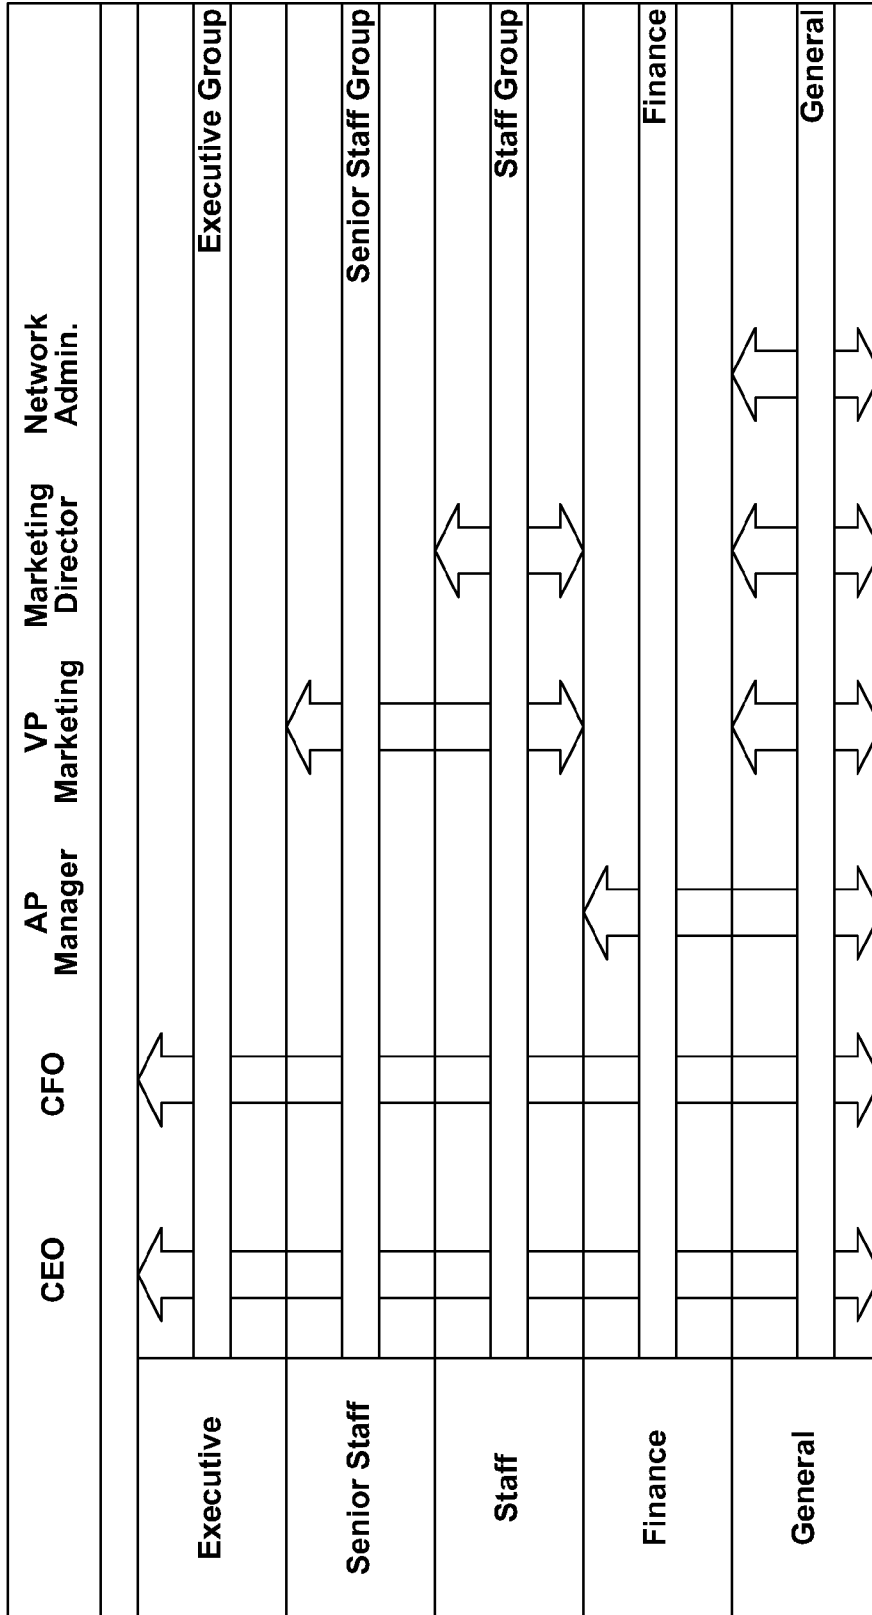 CEO
CFO
AP
Manager
VP
Marketing
Marketing
Director
Network
Admin.
Executive
Executive Group
Senior Staff
Senior Staff Group
Staff
Staff Group
Finance
Finance
General
General